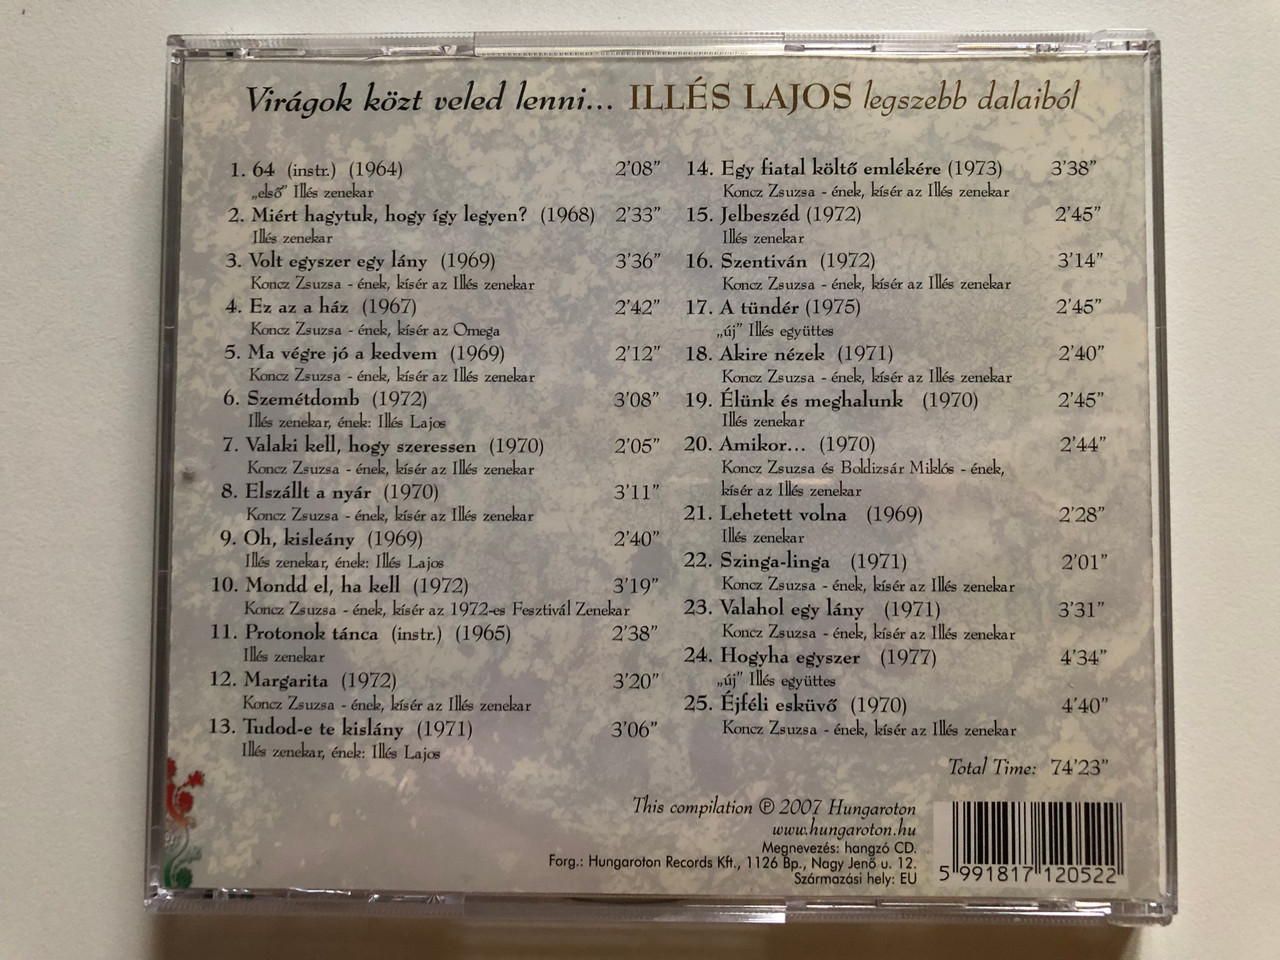 Virágok közt veled lenni... ILLÉS LAJOS legszebb dalaiból
1. 64 (instr.) (1964) 2'08"
„első" Illés zenekar
2. Miért hagytuk, hogy így legyen? (1968) 2'33"
Illés zenekar
3. Volt egyszer egy lány (1969) 3'36"
Koncz Zsuzsa - ének, kísér az Illés zenekar
4. Ez az a ház (1967) 2'42"
Koncz Zsuzsa - ének, kísér az Omega
5. Ma végre jó a kedvem (1969) 2'12"
Koncz Zsuzsa - ének, kísér az Illés zenekar
6. Szemétdomb (1972) 3'08"
Illés zenekar, ének: Illés Lajos
7. Valaki kell, hogy szeressen (1970) 2'05"
Koncz Zsuzsa - ének, kísér az Illés zenekar
8. Elszállt a nyár (1970) 3'11"
Koncz Zsuzsa - ének, kísér az Illés zenekar
9. Oh, kisleány (1969) 2'40"
Illés zenekar, ének: Illés Lajos
10. Mondd el, ha kell (1972) 3'19"
Koncz Zsuzsa - ének, kísér az 1972-es Fesztivál Zenekar
11. Protonok tánca (instr.) (1965) 2'38"
Illés zenekar
12. Margarita (1972) 3'20"
Koncz Zsuzsa - ének, kísér az Illés zenekar
13. Tudod-e te kislány (1971) 3'06"
Illés zenekar, ének: Illés Lajos
14. Egy fiatal költő emlékére (1973) 3'38"
Koncz Zsuzsa - ének, kísér az Illés zenekar
15. Jelbeszéd (1972) 2'45"
Illés zenekar
16. Szentiván (1972) 3'14"
Koncz Zsuzsa - ének, kísér az Illés zenekar
17. A tündér (1975) 2'45"
„új" Illés együttes
18. Akire nézek (1971) 2'40"
Koncz Zsuzsa - ének, kísér az Illés zenekar
19. Élünk és meghalunk (1970) 2'45"
Illés zenekar
20. Amikor... (1970) 2'44"
Koncz Zsuzsa és Boldizsár Miklós - ének,
kísér az Illés zenekar
21. Lehetett volna (1969) 2'28"
Illés zenekar
22. Szinga-linga (1971) 2'01"
Koncz Zsuzsa - ének, kísér az Illés zenekar
23. Valahol egy lány (1971) 3'31"
Koncz Zsuzsa - ének, kísér az Illés zenekar
24. Hogyha egyszer (1977) 4'34"
„új" Illés együttes
25. Éjféli esküvő (1970) 4'40"
Koncz Zsuzsa - ének, kísér az Illés zenekar
Total Time: 74'23"
This compilation ℗ 2007 Hungaroton
www.hungaroton.hu
Megnevezés: hangzó CD.
Forg.: Hungaroton Records Kft., 1126 Bp., Nagy Jenő u. 12.
Származási hely: EU
5 991817 120522